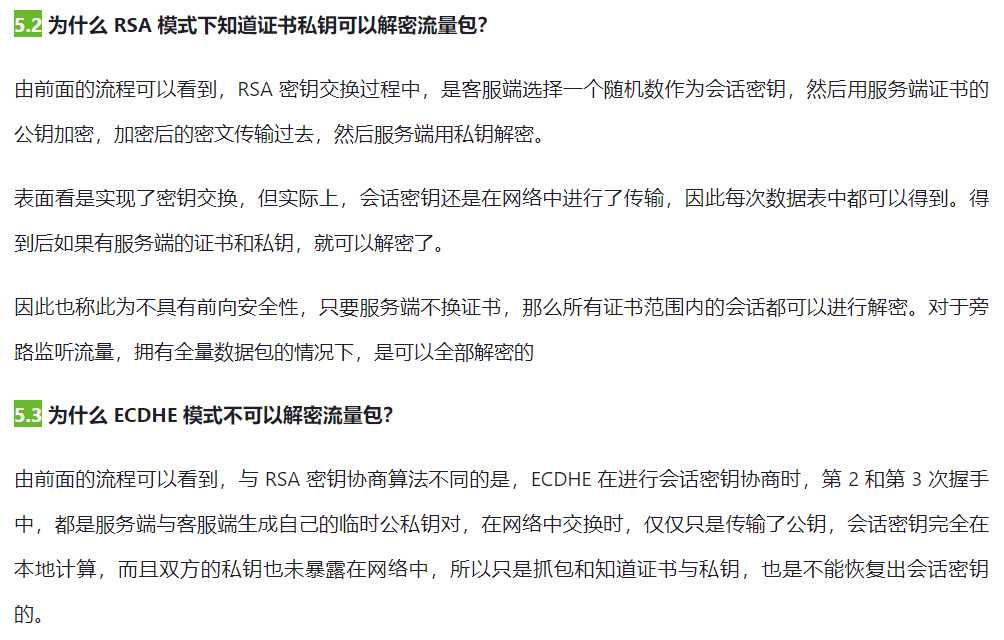 5.2 为什么 RSA 模式下知道证书私钥可以解密流量包？
由前面的流程可以看到，RSA 密钥交换过程中，是客服端选择一个随机数作为会话密钥，然后用服务端证书的
公钥加密，加密后的密文传输过去，然后服务端用私钥解密。
表面看是实现了密钥交换，但实际上，会话密钥还是在网络中进行了传输，因此每次数据表中都可以得到。得
到后如果有服务端的证书和私钥，就可以解密了。
因此也称此为不具有前向安全性，只要服务端不换证书，那么所有证书范围内的会话都可以进行解密。对于旁
路监听流量，拥有全量数据包的情况下，是可以全部解密的
5.3 为什么 ECDHE 模式不可以解密流量包？
由前面的流程可以看到，与 RSA 密钥协商算法不同的是，ECDHE 在进行会话密钥协商时，第 2 和第 3 次握手
中，都是服务端与客服端生成自己的临时公私钥对，在网络中交换时，仅仅只是传输了公钥，会话密钥完全在
本地计算，而且双方的私钥也未暴露在网络中，所以只是抓包和知道证书与私钥，也是不能恢复出会话密钥
的。